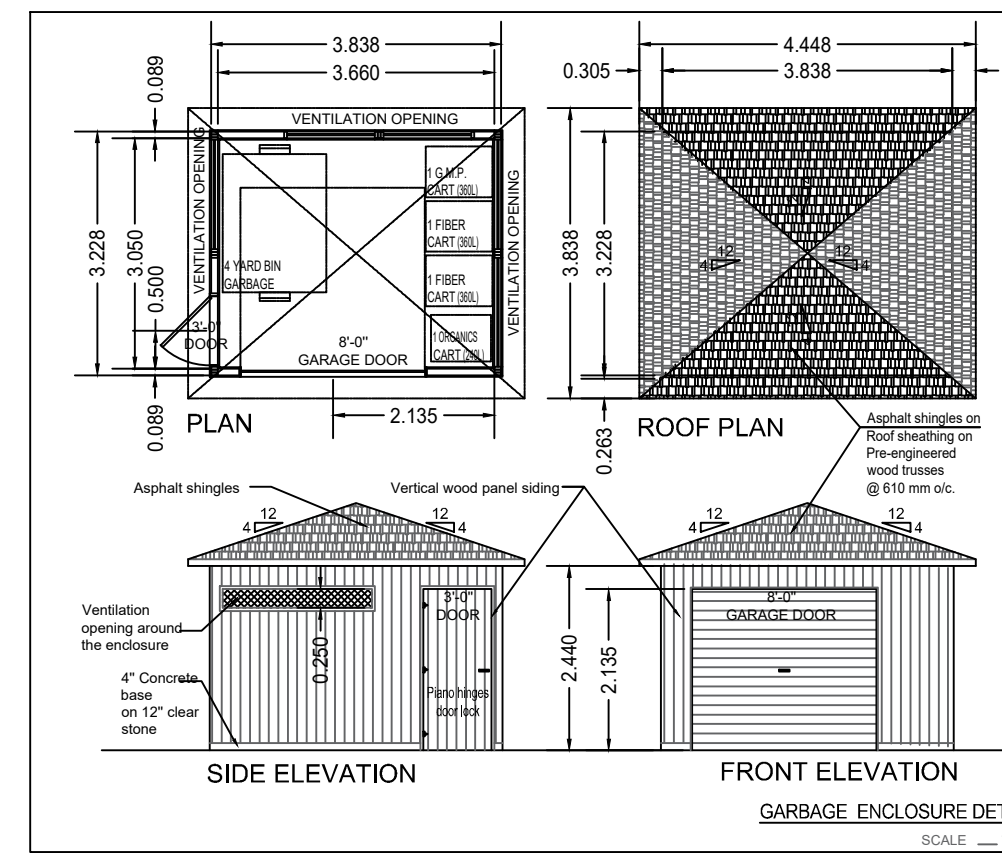 3.838
3.660
0.089
3.228
3.050
0.500
0.089
VENTILATION OPENING
VENTILATION OPENING
VENTILATION OPENING
1 G.M.P.
CART (360L)
1 FIBER
CART (360L)
1 FIBER
CART (360L)
1 ORGANICS
CART (240L)
4 YARD BIN
GARBAGE
3'-0"
DOOR
8'-0"
GARAGE DOOR
2.135
PLAN
4.448
0.305
3.838
3.838
3.228
0.263
12
4
12
4
ROOF PLAN
Asphalt shingles on
Roof sheathing on
Pre-engineered
wood trusses
@ 610 mm o/c.
Asphalt shingles
Vertical wood panel siding
12
4
12
4
Ventilation
opening around
the enclosure
0.250
3'-0"
DOOR
Piano hinges
door lock
4" Concrete
base
on 12" clear
stone
SIDE ELEVATION
12
4
12
4
2.440
2.135
8'-0"
GARAGE DOOR
FRONT ELEVATION
GARBAGE ENCLOSURE DET
SCALE